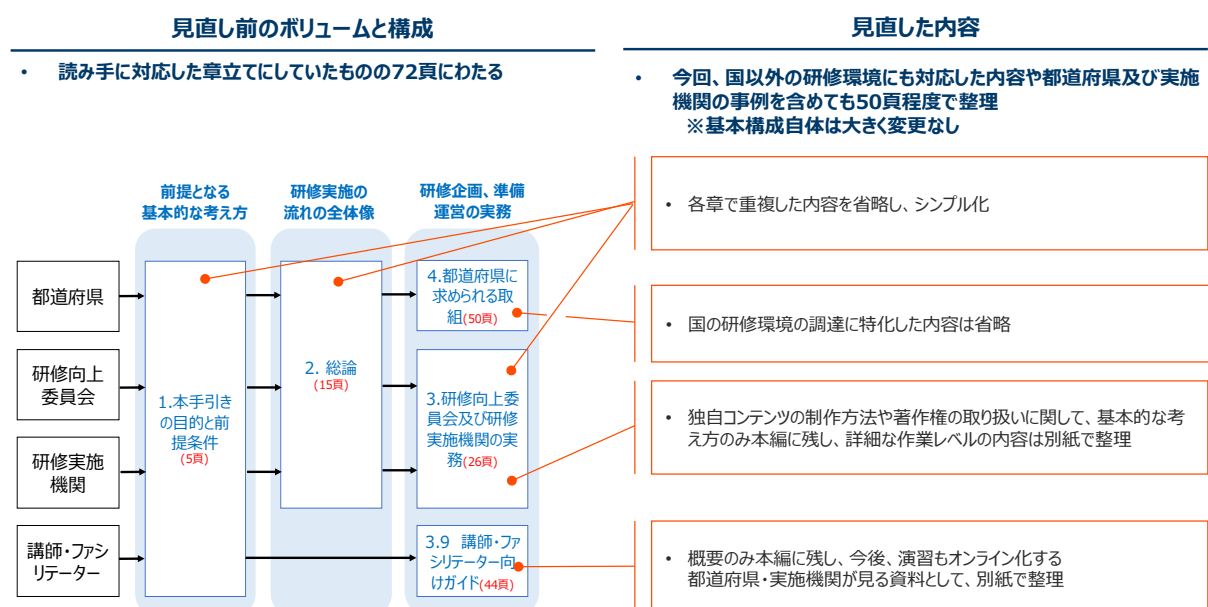 見直し前のボリュームと構成
• 読み手に対応した章立てにしていたものの72頁にわたる
前提となる
基本的な考え方
研修実施の
流れの全体像
研修企画、準備
運営の実務
都道府県
研修向上
委員会
研修実施
機関
講師・ファシ
リテーター
1.本手引き
の目的と前
提条件
(5頁)
2. 総論
(15頁)
4.都道府県に
求められる取
組(50頁)
3.研修向上委
員会及び研修
実施機関の実
務(26頁)
3.9 講師・ファ
シリテーター向
けガイド(44頁)
見直した内容
• 今回、国以外の研修環境にも対応した内容や都道府県及び実施
機関の事例を含めても50頁程度で整理
※基本構成自体は大きく変更なし
• 各章で重複した内容を省略し、シンプル化
• 国の研修環境の調達に特化した内容は省略
• 独自コンテンツの制作方法や著作権の取り扱いに関して、基本的な考
え方のみ本編に残し、詳細な作業レベルの内容は別紙で整理
• 概要のみ本編に残し、今後、演習もオンライン化する
都道府県・実施機関が見る資料として、別紙で整理